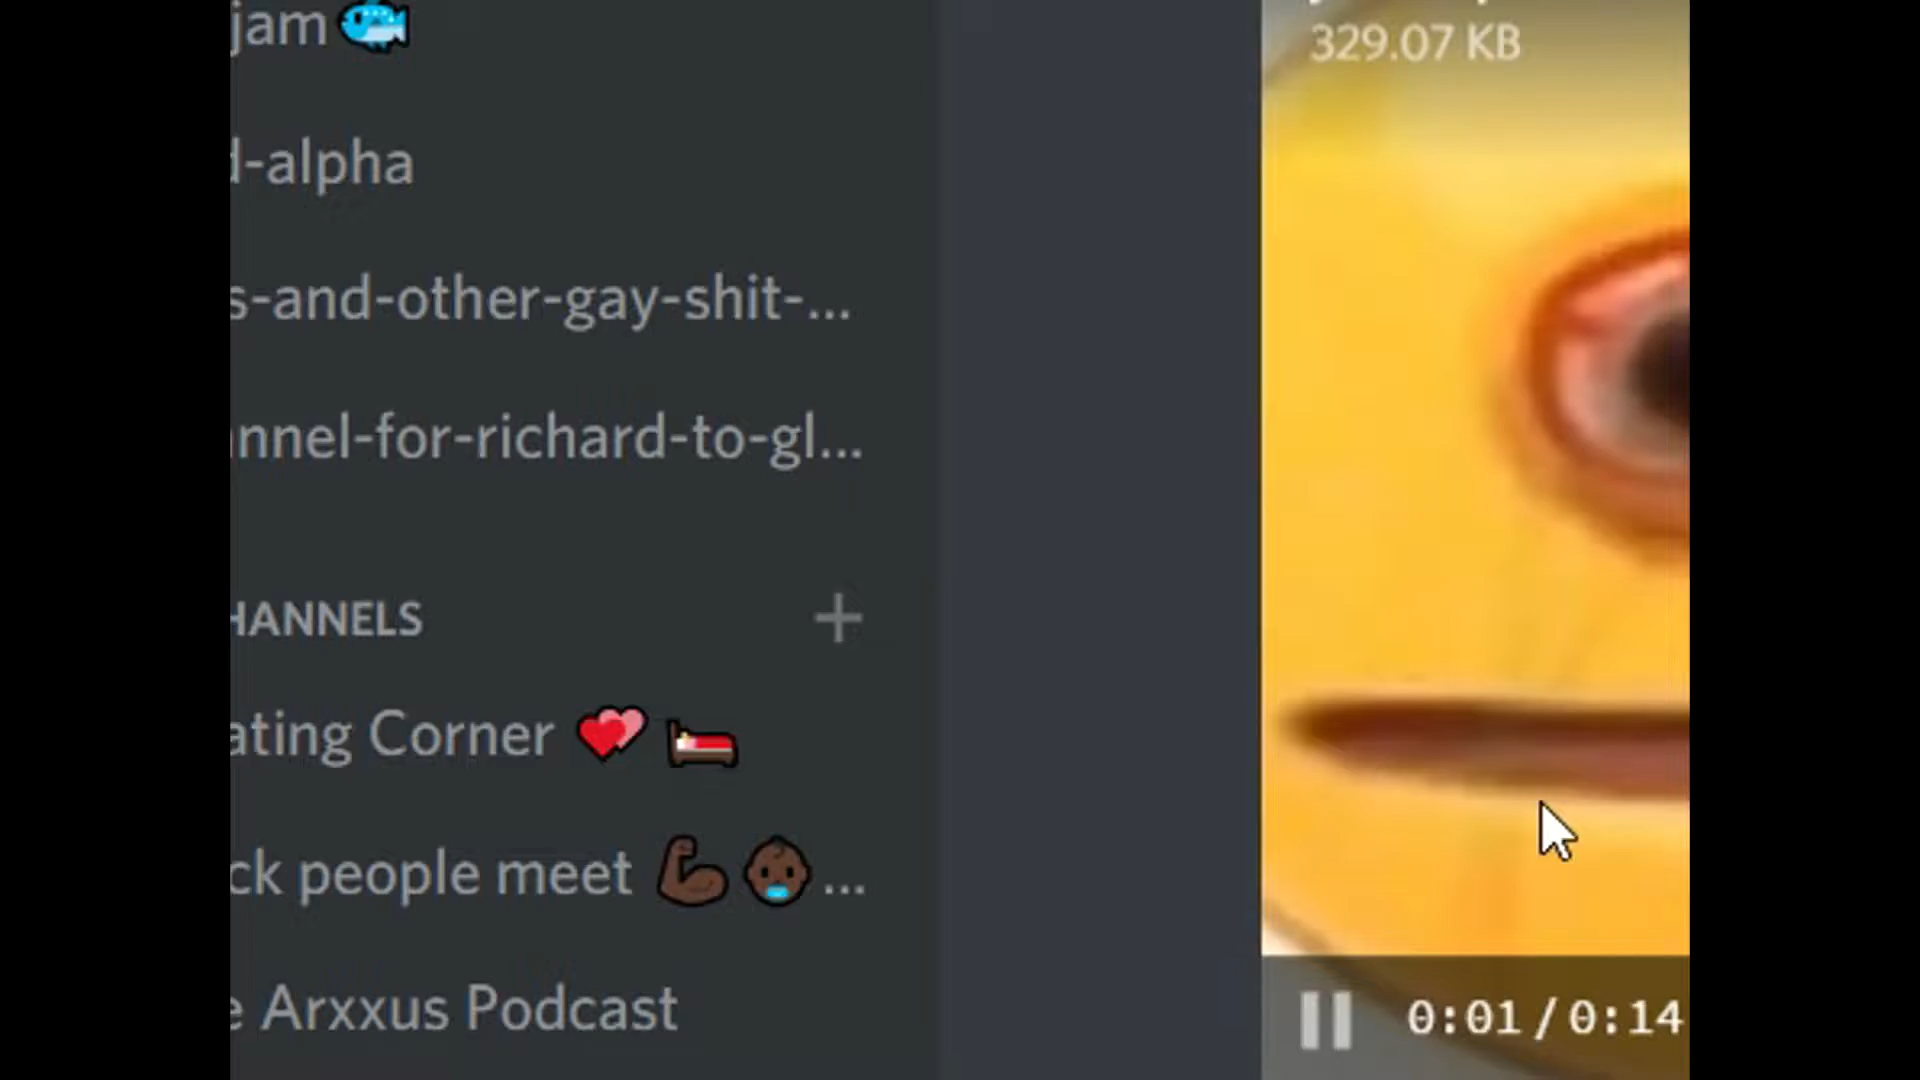 jam
329.07 KB
d-alpha
s-and-other-gay-shit-...
annel-for-richard-to-gl...
HANNELS
ating Corner
ck people meet ...
e Arxxus Podcast
0:01/0:14